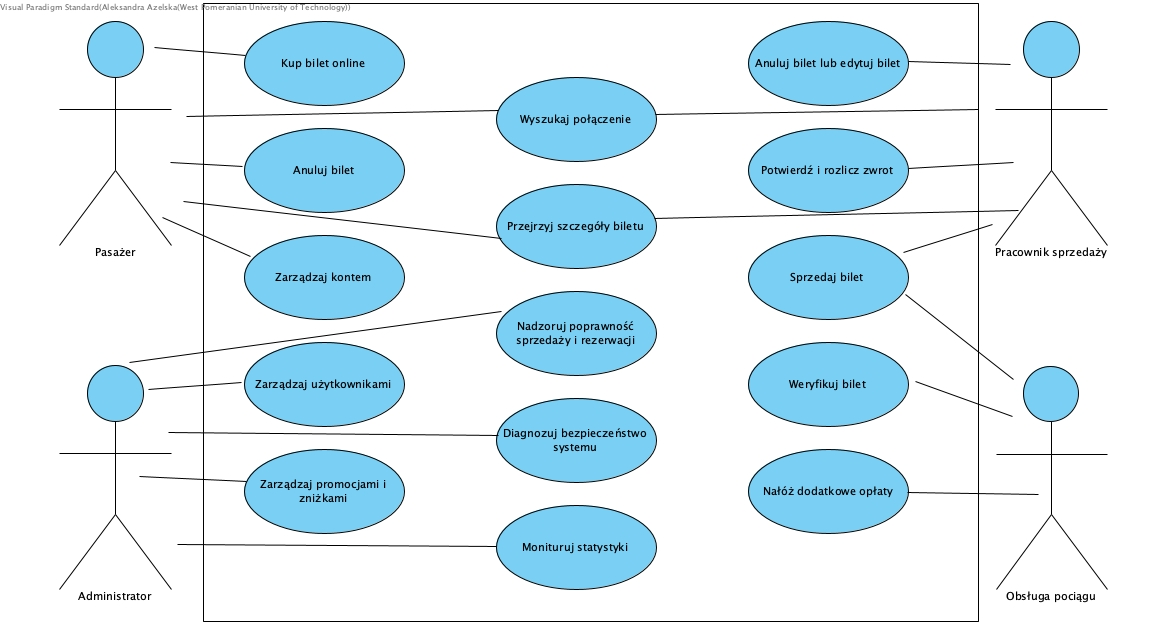 Visual Paradigm Standard(Aleksandra Azelska(West Pomeranian University of Technology))
Kup bilet online
Anuluj bilet lub edytuj bilet
Wyszukaj połączenie
Anuluj bilet
Potwierdź i rozlicz zwrot
Przejrzyj szczegóły biletu
Pasażer
Pracownik sprzedaży
Zarządzaj kontem
Sprzedaj bilet
Nadzoruj poprawność
sprzedaży i rezerwacji
Zarządzaj użytkownikami
Weryfikuj bilet
Diagnozuj bezpieczeństwo
systemu
Zarządzaj promocjami i
zniżkami
Nałóż dodatkowe opłaty
Monituruj statystyki
Administrator
Obsługa pociągu